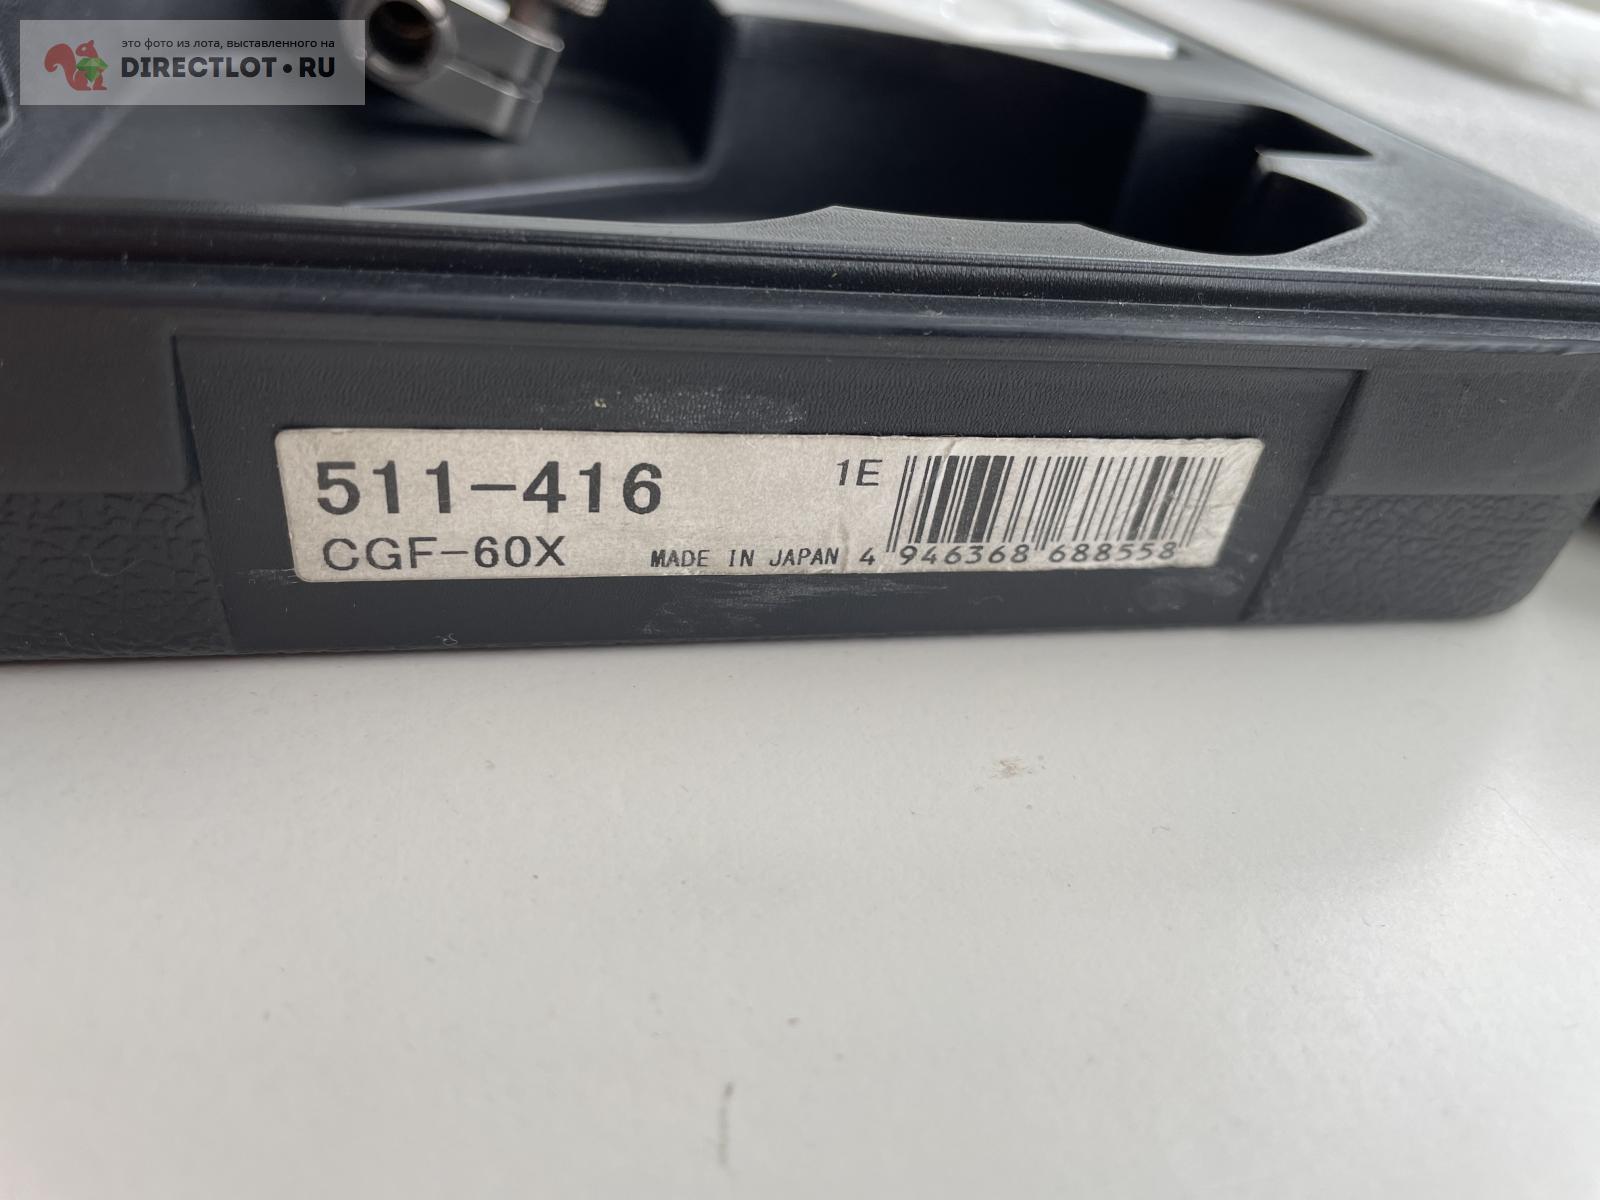 это фото из лота, выставленного на
DIRECTLOT•RU
511-416
1E
CGF-60X
MADE IN JAPAN
4 946368 688558